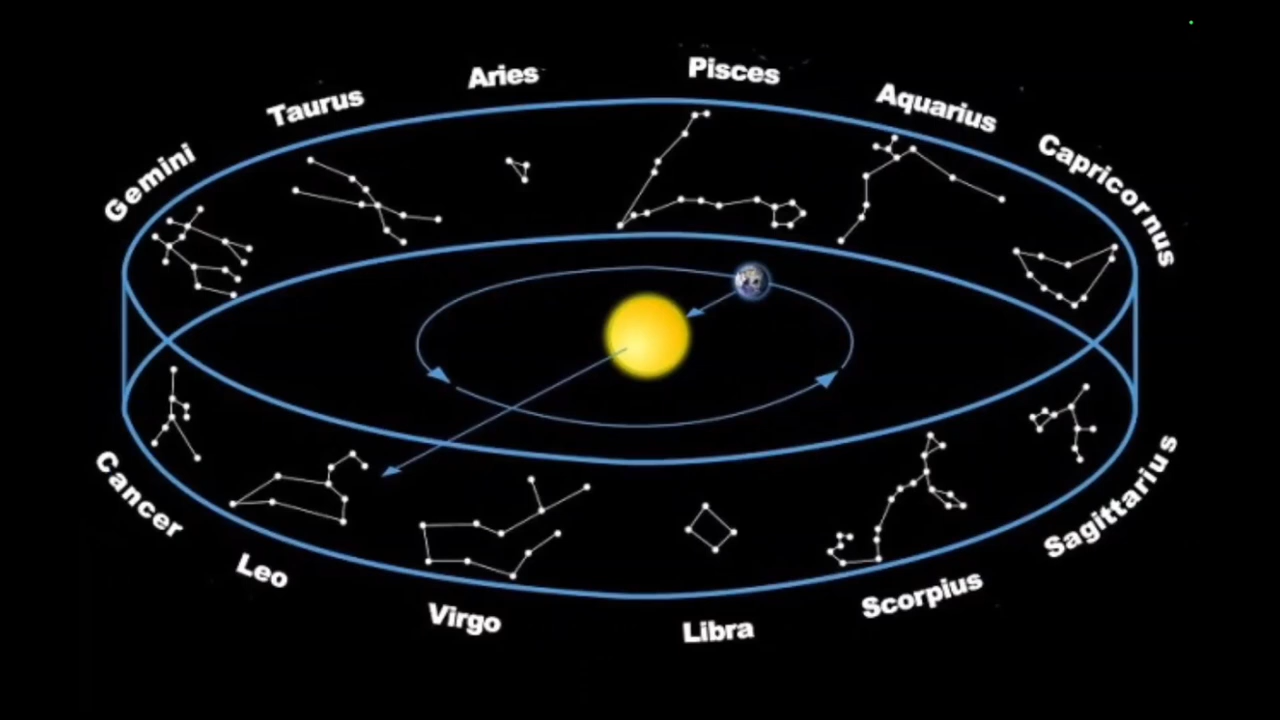 Gemini
Taurus
Aries
Pisces
Aquarius
Capricornus
Cancer
Leo
Virgo
Libra
Scorpius
Sagittarius